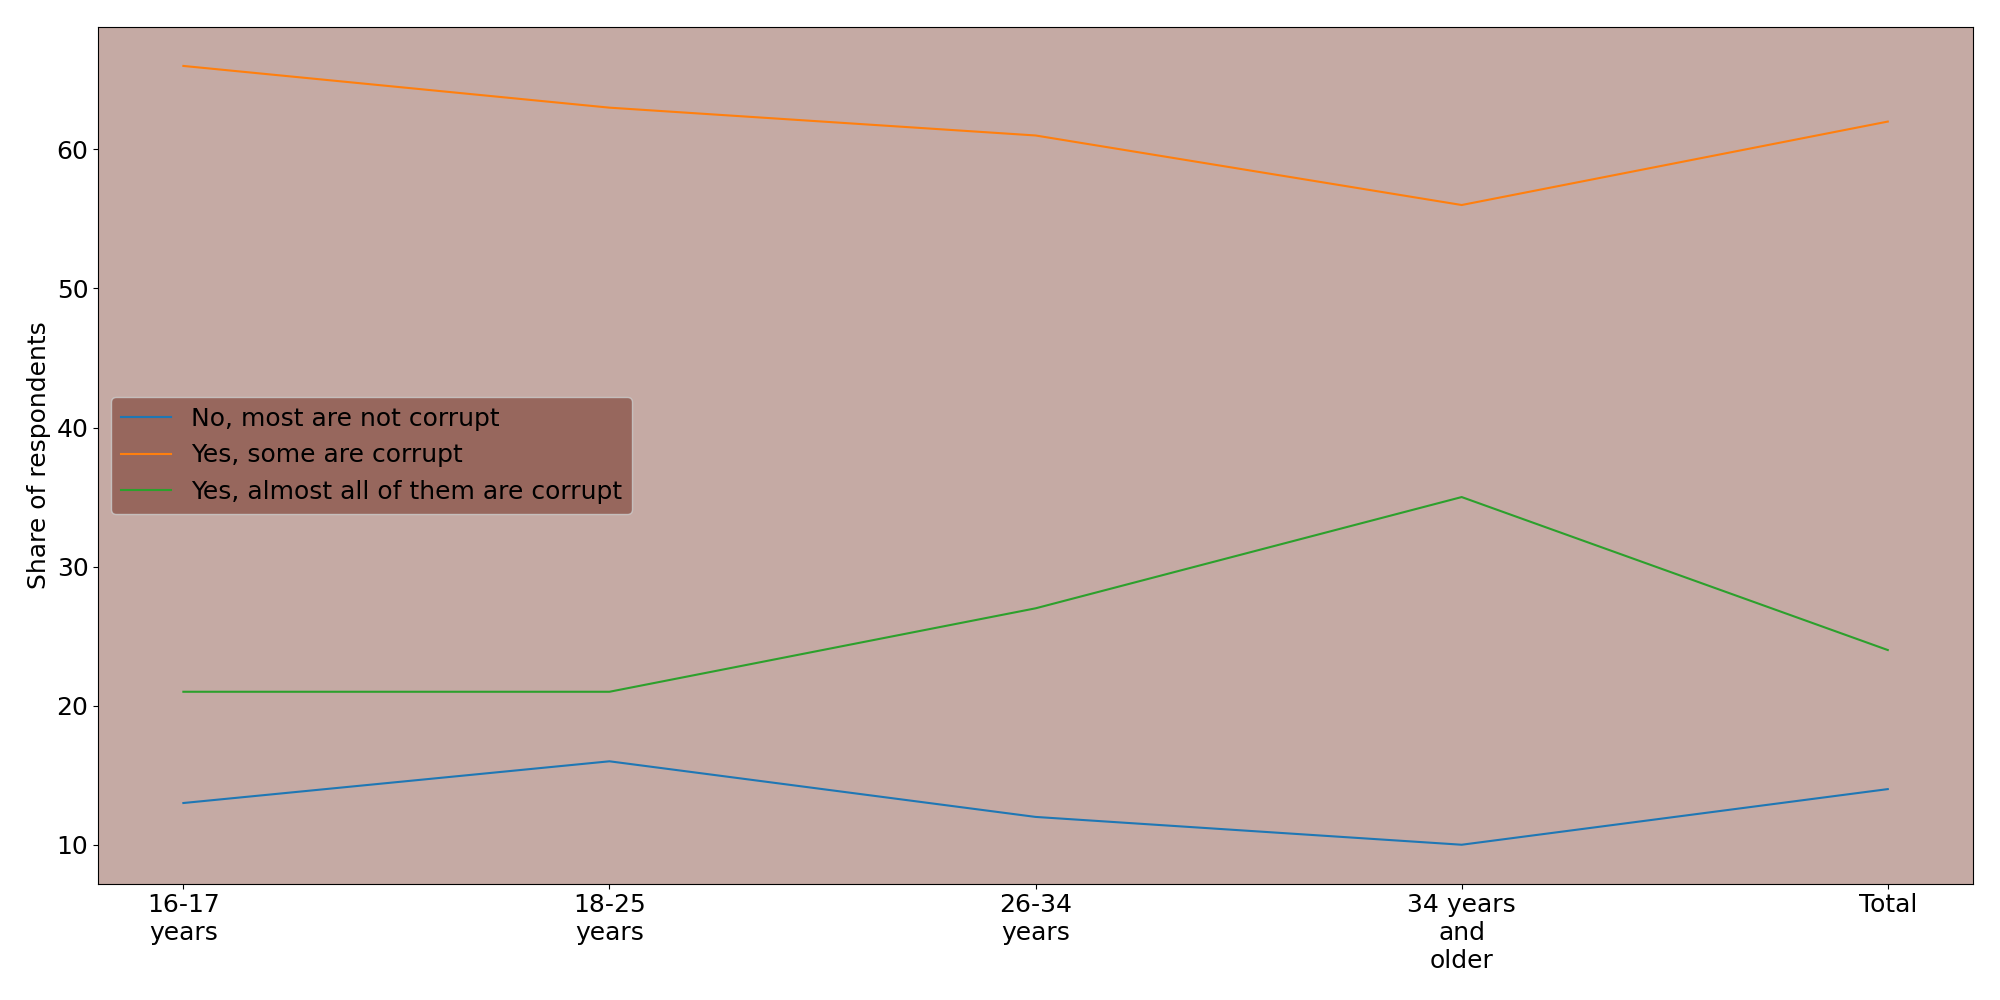 Share of respondents
60
50
40
30
20
10
No, most are not corrupt
Yes, some are corrupt
Yes, almost all of them are corrupt
16-17
years
18-25
years
26-34
years
34 years
and
older
Total